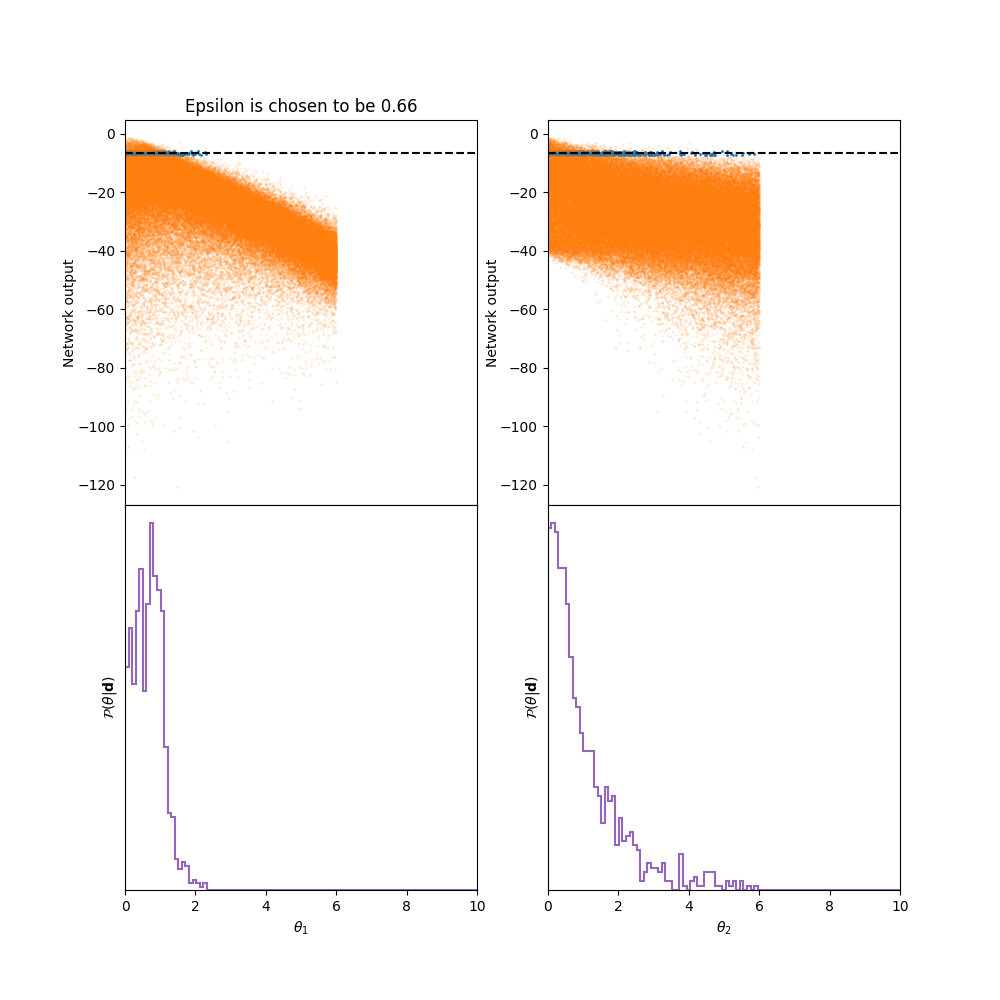 Epsilon is chosen to be 0.66
0
−20
−40
−60
−80
−100
−120
Network output
0
−20
−40
−60
−80
−100
−120
Network output
𝒫(θ|𝐝)
0 2 4 6 8 10
θ₁
𝒫(θ|𝐝)
0 2 4 6 8 10
θ₂